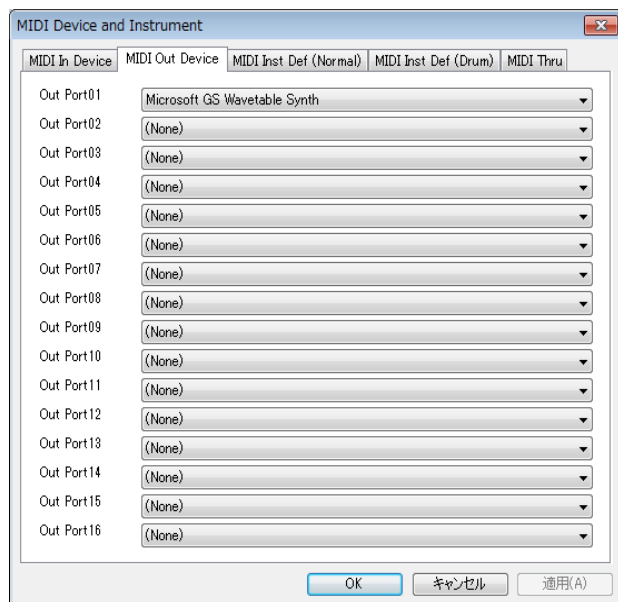 MIDI Device and Instrument
MIDI In Device MIDI Out Device MIDI Inst Def (Normal) MIDI Inst Def (Drum) MIDI Thru
Out Port01 Microsoft GS Wavetable Synth
Out Port02 (None)
Out Port03 (None)
Out Port04 (None)
Out Port05 (None)
Out Port06 (None)
Out Port07 (None)
Out Port08 (None)
Out Port09 (None)
Out Port10 (None)
Out Port11 (None)
Out Port12 (None)
Out Port13 (None)
Out Port14 (None)
Out Port15 (None)
Out Port16 (None)
OK キャンセル 適用(A)